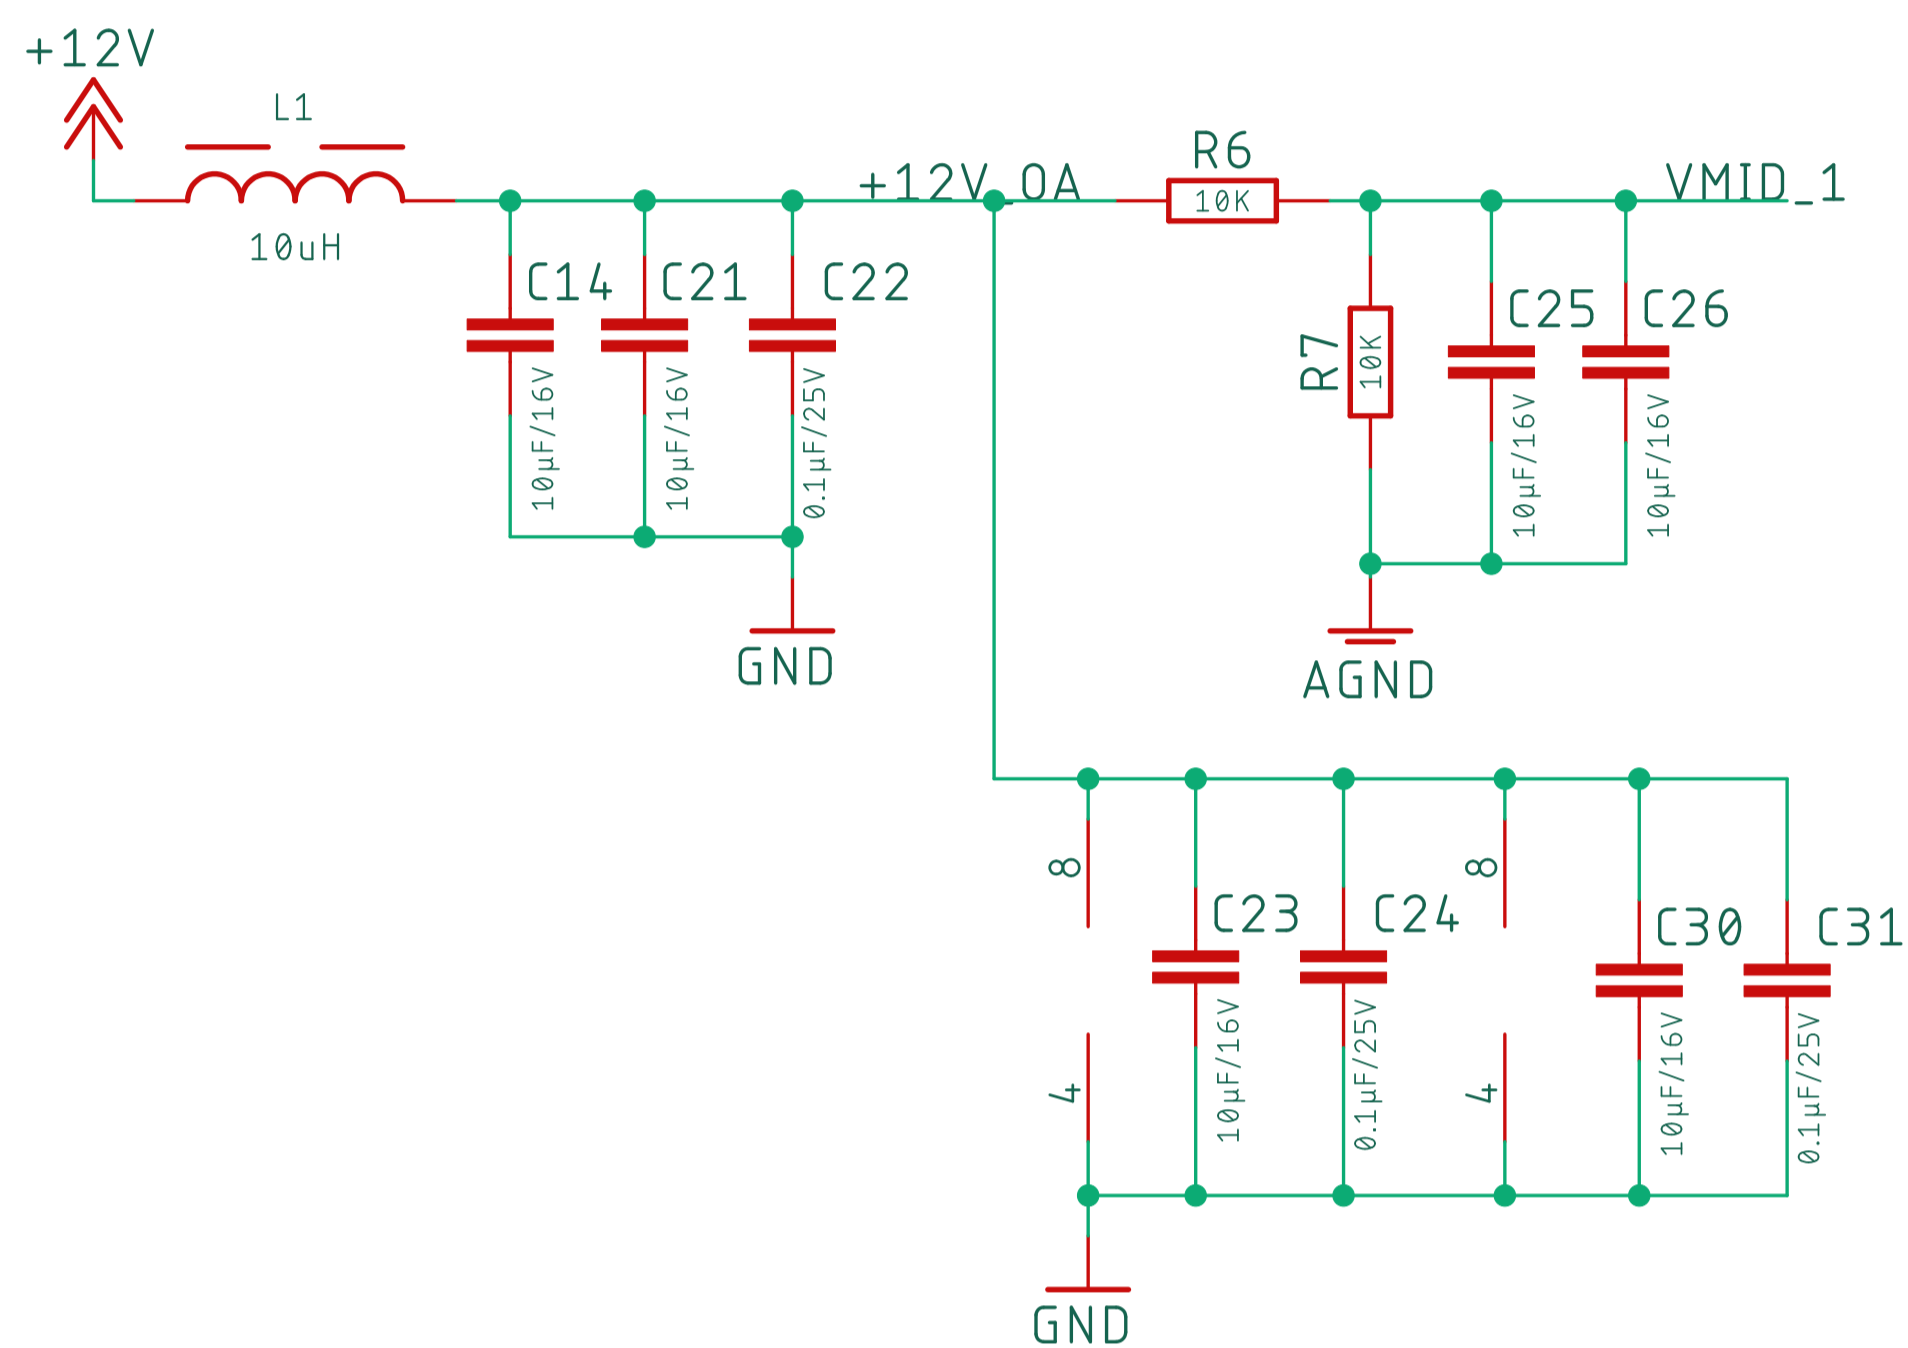 +12V
L1
10uH
+12V_OA
R6
10K
VMID_1
C14
C21
C22
10µF/16V
10µF/16V
0.1µF/25V
GND
R7
10K
C25
C26
10µF/16V
10µF/16V
AGND
8
8
C23
C24
C30
C31
10µF/16V
0.1µF/25V
10µF/16V
0.1µF/25V
4
4
GND